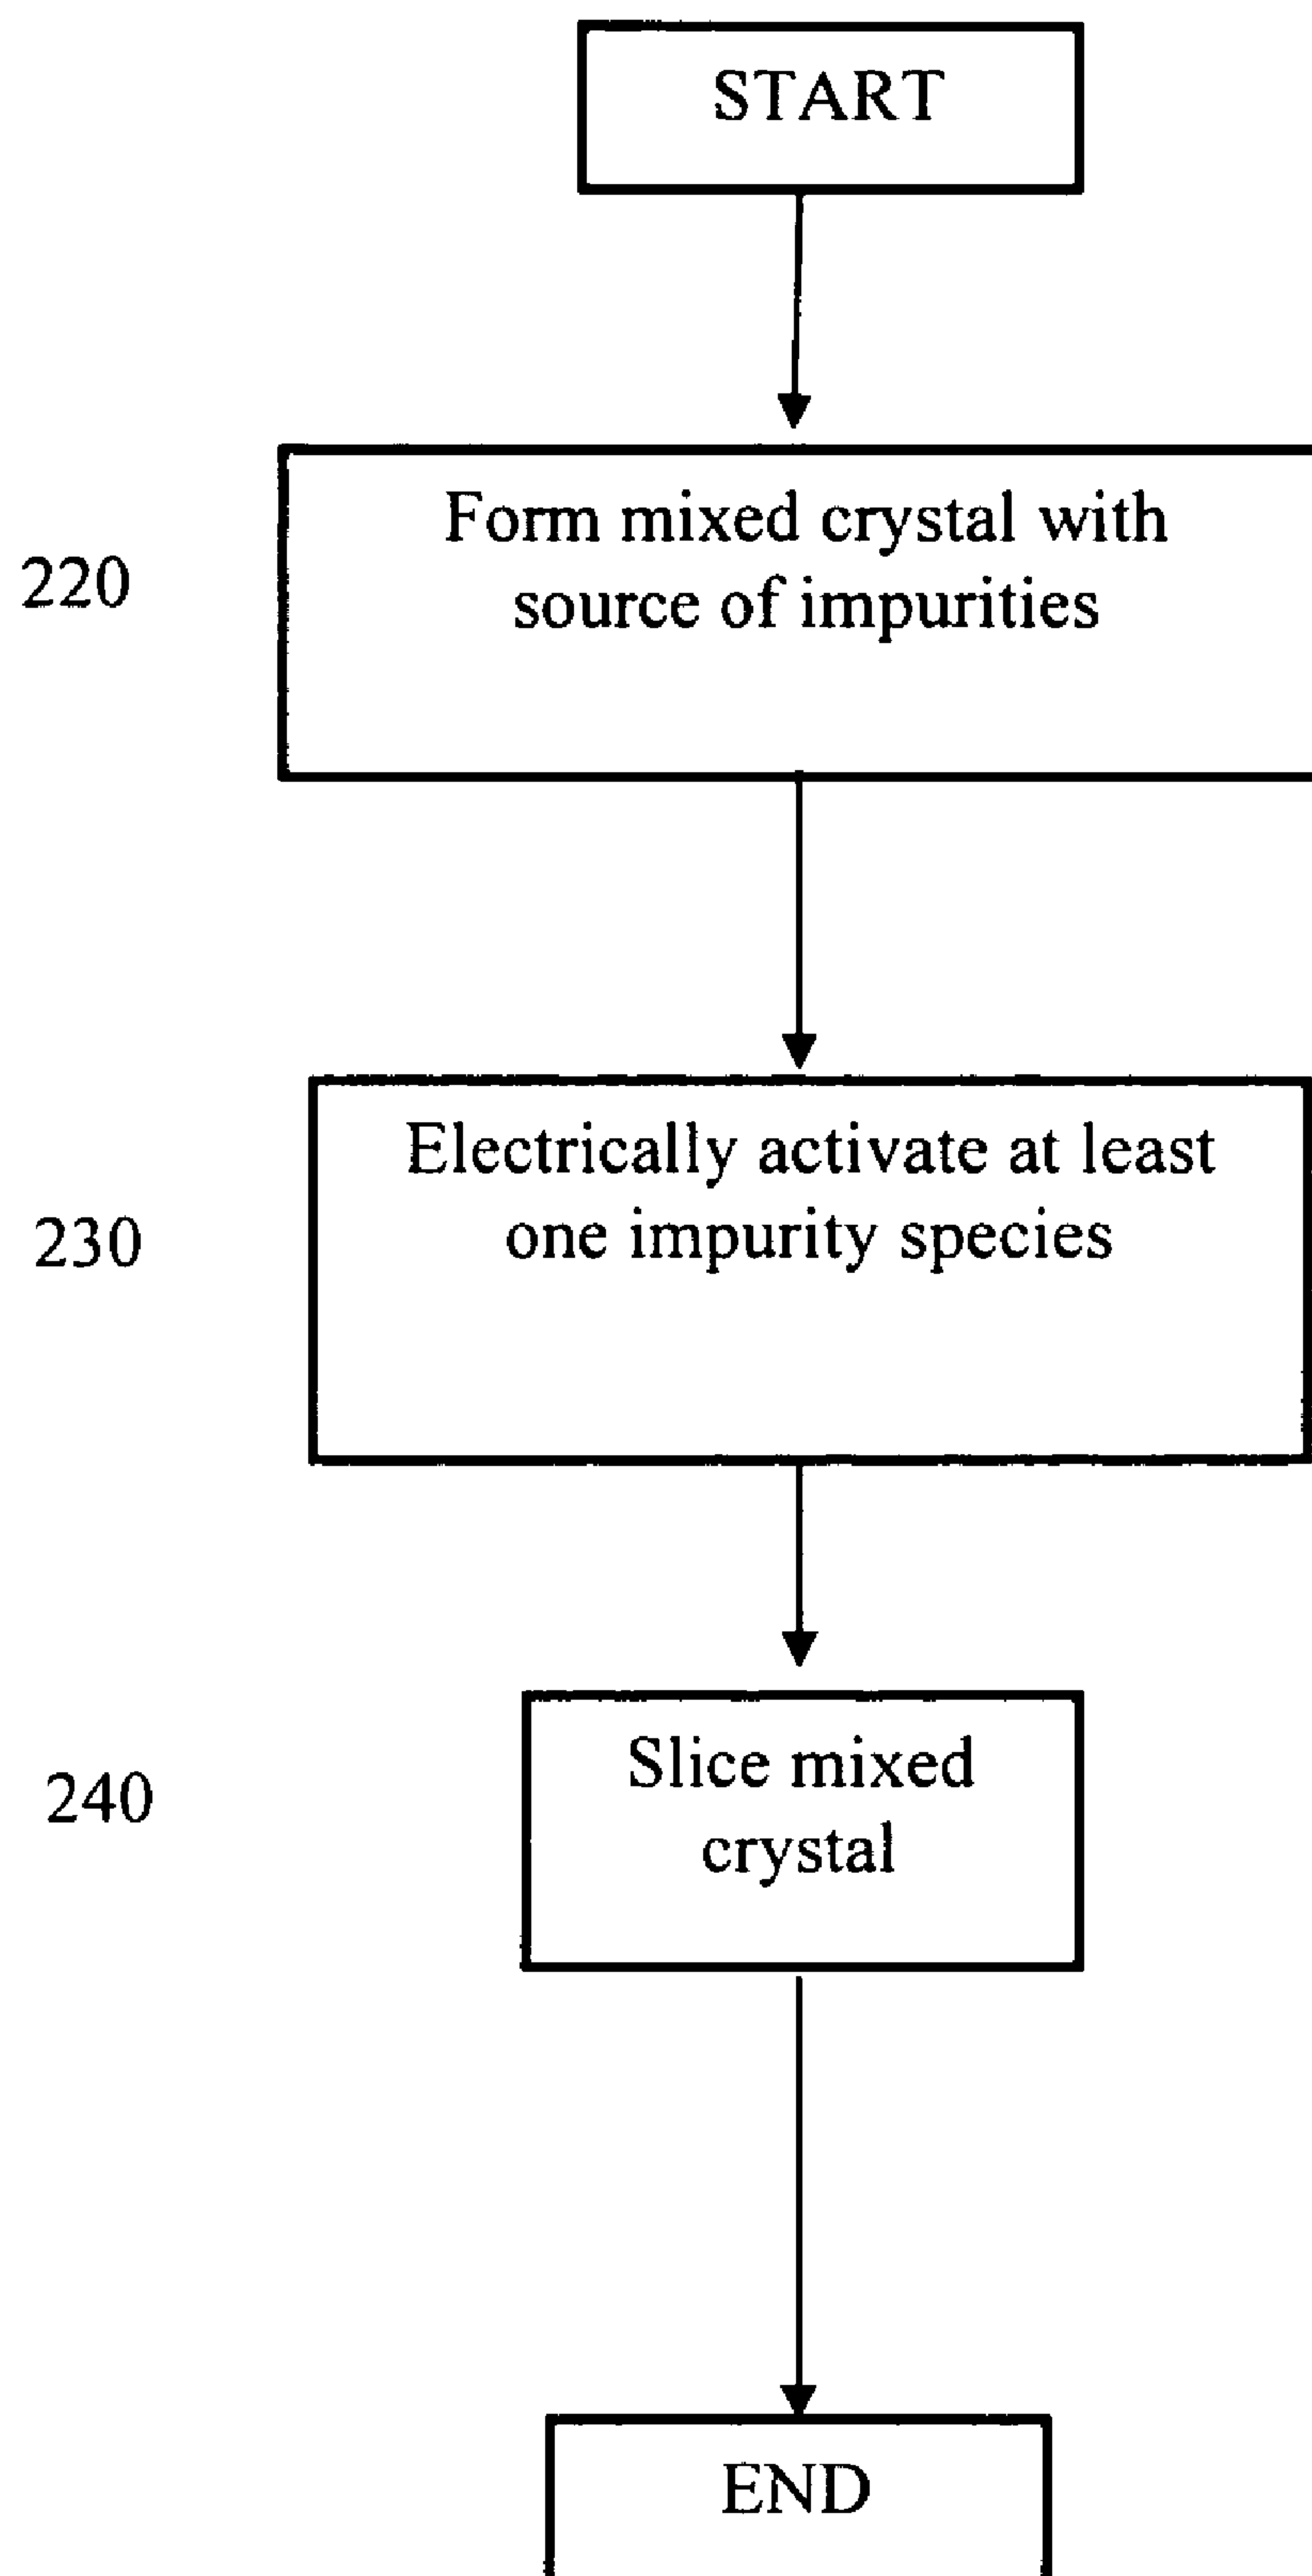 START
220
Form mixed crystal with
source of impurities
230
Electrically activate at least
one impurity species
240
Slice mixed
crystal
END